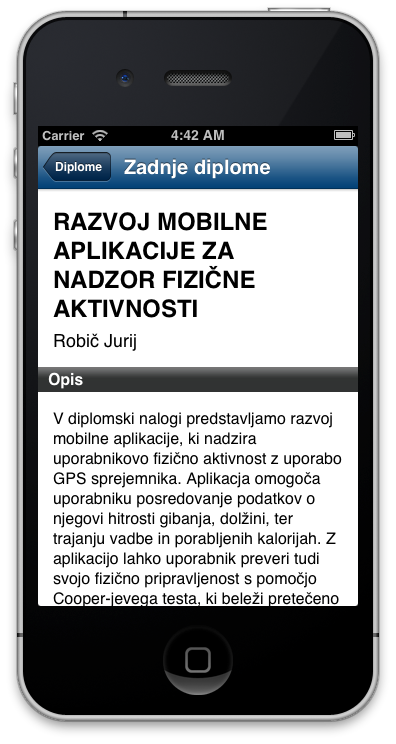 Carrier 4:42 AM
Diplome Zadnje diplome
RAZVOJ MOBILNE
APLIKACIJE ZA
NADZOR FIZIČNE
AKTIVNOSTI
Robič Jurij
Opis
V diplomski nalogi predstavljamo razvoj
mobilne aplikacije, ki nadzira
uporabnikovo fizično aktivnost z uporabo
GPS sprejemnika. Aplikacja omogoča
uporabniku posredovanje podatkov o
njegovi hitrosti gibanja, dolžini, ter
trajanju vadbe in porabljenih kalorijah. Z
aplikacijo lahko uporabnik preveri tudi
svojo fizično pripravljenost s pomočjo
Cooper-jevega testa, ki beleži pretečeno